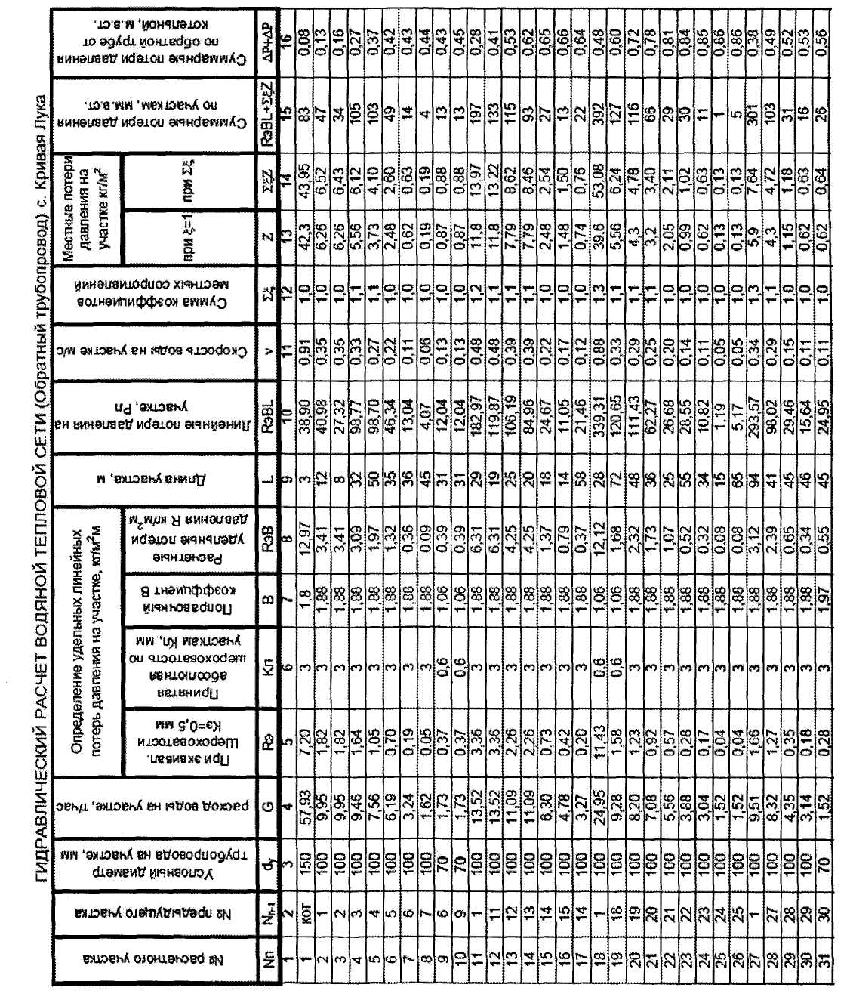 ГИДРАВЛИЧЕСКИЙ РАСЧЕТ ВОДЯНОЙ ТЕПЛОВОЙ СЕТИ (Обратный трубопровод) с. Кривая Лука
№ расчетного участка | № предыдущего участка | Условный диаметр трубопровода на участке, мм | расход воды на участке, т/час | Определение удельных линейных потерь давления на участке, кг/м²м | Длина участка, м | Линейные потери давления на участке, Рл | Скорость воды на участке м/с | Сумма коэффициентов местных сопротивлений | Местные потери давления на участке кг/м² | Суммарные потери давления по участкам, мм.в.ст. | Суммарные потери давления по обратной трубе от котельной, м.в.ст.
При эквивал. Шероховатости Кэ=0,5 мм | Принятая абсолютная шероховатость по участкам Кп, мм | Поправочный коэффициент В | Расчетные удельные потери давления R кг/м²м | при ξ=1 | при Σξ
Nп | Nп-1 | dу | G | Rэ | Кп | В | RэВ | L | RэВL | v | Σξ | Z | ΣξZ | RэВL+ΣξZ | ΔР+ΔР
1 | 2 | 3 | 4 | 5 | 6 | 7 | 8 | 9 | 10 | 11 | 12 | 13 | 14 | 15 | 16
1 | кот | 150 | 57,93 | 7,20 | 3 | 1,8 | 12,97 | 3 | 38,90 | 0,91 | 1,0 | 42,3 | 43,95 | 83 | 0,08
2 | 1 | 100 | 9,95 | 1,82 | 3 | 1,88 | 3,41 | 12 | 40,98 | 0,35 | 1,0 | 6,26 | 6,52 | 47 | 0,13
3 | 2 | 100 | 9,95 | 1,82 | 3 | 1,88 | 3,41 | 8 | 27,32 | 0,35 | 1,0 | 6,26 | 6,43 | 34 | 0,16
4 | 3 | 100 | 9,46 | 1,64 | 3 | 1,88 | 3,09 | 32 | 98,77 | 0,33 | 1,1 | 5,56 | 6,12 | 105 | 0,27
5 | 4 | 100 | 7,56 | 1,05 | 3 | 1,88 | 1,97 | 50 | 98,70 | 0,27 | 1,1 | 3,73 | 4,10 | 103 | 0,37
6 | 5 | 100 | 6,19 | 0,70 | 3 | 1,88 | 1,32 | 35 | 46,34 | 0,22 | 1,0 | 2,48 | 2,60 | 49 | 0,42
7 | 6 | 100 | 3,24 | 0,19 | 3 | 1,88 | 0,36 | 36 | 13,04 | 0,11 | 1,0 | 0,62 | 0,63 | 14 | 0,43
8 | 7 | 100 | 1,62 | 0,05 | 3 | 1,88 | 0,09 | 45 | 4,07 | 0,06 | 1,0 | 0,19 | 0,19 | 4 | 0,44
9 | 6 | 70 | 1,73 | 0,37 | 0,6 | 1,06 | 0,39 | 31 | 12,04 | 0,13 | 1,0 | 0,87 | 0,88 | 13 | 0,43
10 | 9 | 70 | 1,73 | 0,37 | 0,6 | 1,06 | 0,39 | 31 | 12,04 | 0,13 | 1,0 | 0,87 | 0,88 | 13 | 0,45
11 | 1 | 100 | 13,52 | 3,36 | 3 | 1,88 | 6,31 | 29 | 182,97 | 0,48 | 1,2 | 11,8 | 13,97 | 197 | 0,28
12 | 11 | 100 | 13,52 | 3,36 | 3 | 1,88 | 6,31 | 19 | 119,87 | 0,48 | 1,1 | 11,8 | 13,22 | 133 | 0,41
13 | 12 | 100 | 11,09 | 2,26 | 3 | 1,88 | 4,25 | 25 | 106,19 | 0,39 | 1,1 | 7,79 | 8,62 | 115 | 0,53
14 | 13 | 100 | 11,09 | 2,26 | 3 | 1,88 | 4,25 | 20 | 84,96 | 0,39 | 1,1 | 7,79 | 8,46 | 93 | 0,62
15 | 14 | 100 | 6,30 | 0,73 | 3 | 1,88 | 1,37 | 18 | 24,67 | 0,22 | 1,0 | 2,48 | 2,54 | 27 | 0,65
16 | 15 | 100 | 4,78 | 0,42 | 3 | 1,88 | 0,79 | 14 | 11,05 | 0,17 | 1,0 | 1,48 | 1,50 | 13 | 0,66
17 | 14 | 100 | 3,27 | 0,20 | 3 | 1,88 | 0,37 | 58 | 21,46 | 0,12 | 1,0 | 0,74 | 0,76 | 22 | 0,64
18 | 1 | 100 | 24,95 | 11,43 | 0,6 | 1,06 | 12,12 | 28 | 339,31 | 0,88 | 1,3 | 39,6 | 53,08 | 392 | 0,48
19 | 18 | 100 | 9,28 | 1,58 | 0,6 | 1,06 | 1,68 | 72 | 120,65 | 0,33 | 1,1 | 5,56 | 6,24 | 127 | 0,60
20 | 19 | 100 | 8,20 | 1,23 | 3 | 1,88 | 2,32 | 48 | 111,43 | 0,29 | 1,1 | 4,3 | 4,78 | 116 | 0,72
21 | 20 | 100 | 7,08 | 0,92 | 3 | 1,88 | 1,73 | 36 | 62,27 | 0,25 | 1,1 | 3,2 | 3,40 | 66 | 0,78
22 | 21 | 100 | 5,56 | 0,57 | 3 | 1,88 | 1,07 | 25 | 26,68 | 0,20 | 1,0 | 2,05 | 2,11 | 29 | 0,81
23 | 22 | 100 | 3,88 | 0,28 | 3 | 1,88 | 0,52 | 55 | 28,55 | 0,14 | 1,0 | 0,99 | 1,02 | 30 | 0,84
24 | 23 | 100 | 3,04 | 0,17 | 3 | 1,88 | 0,32 | 34 | 10,82 | 0,11 | 1,0 | 0,62 | 0,63 | 11 | 0,85
25 | 24 | 100 | 1,52 | 0,04 | 3 | 1,88 | 0,08 | 15 | 1,19 | 0,05 | 1,0 | 0,13 | 0,13 | 1 | 0,86
26 | 25 | 100 | 1,52 | 0,04 | 3 | 1,88 | 0,08 | 65 | 5,17 | 0,05 | 1,0 | 0,13 | 0,13 | 5 | 0,86
27 | 1 | 100 | 9,51 | 1,66 | 3 | 1,88 | 3,12 | 94 | 293,57 | 0,34 | 1,3 | 5,9 | 7,64 | 301 | 0,38
28 | 27 | 100 | 8,32 | 1,27 | 3 | 1,88 | 2,39 | 41 | 98,02 | 0,29 | 1,1 | 4,3 | 4,72 | 103 | 0,49
29 | 28 | 100 | 4,35 | 0,35 | 3 | 1,88 | 0,65 | 45 | 29,46 | 0,15 | 1,0 | 1,15 | 1,18 | 31 | 0,52
30 | 29 | 100 | 3,14 | 0,18 | 3 | 1,88 | 0,34 | 46 | 15,64 | 0,11 | 1,0 | 0,62 | 0,63 | 16 | 0,53
31 | 30 | 70 | 1,52 | 0,28 | 3 | 1,97 | 0,55 | 45 | 24,95 | 0,11 | 1,0 | 0,62 | 0,64 | 26 | 0,56